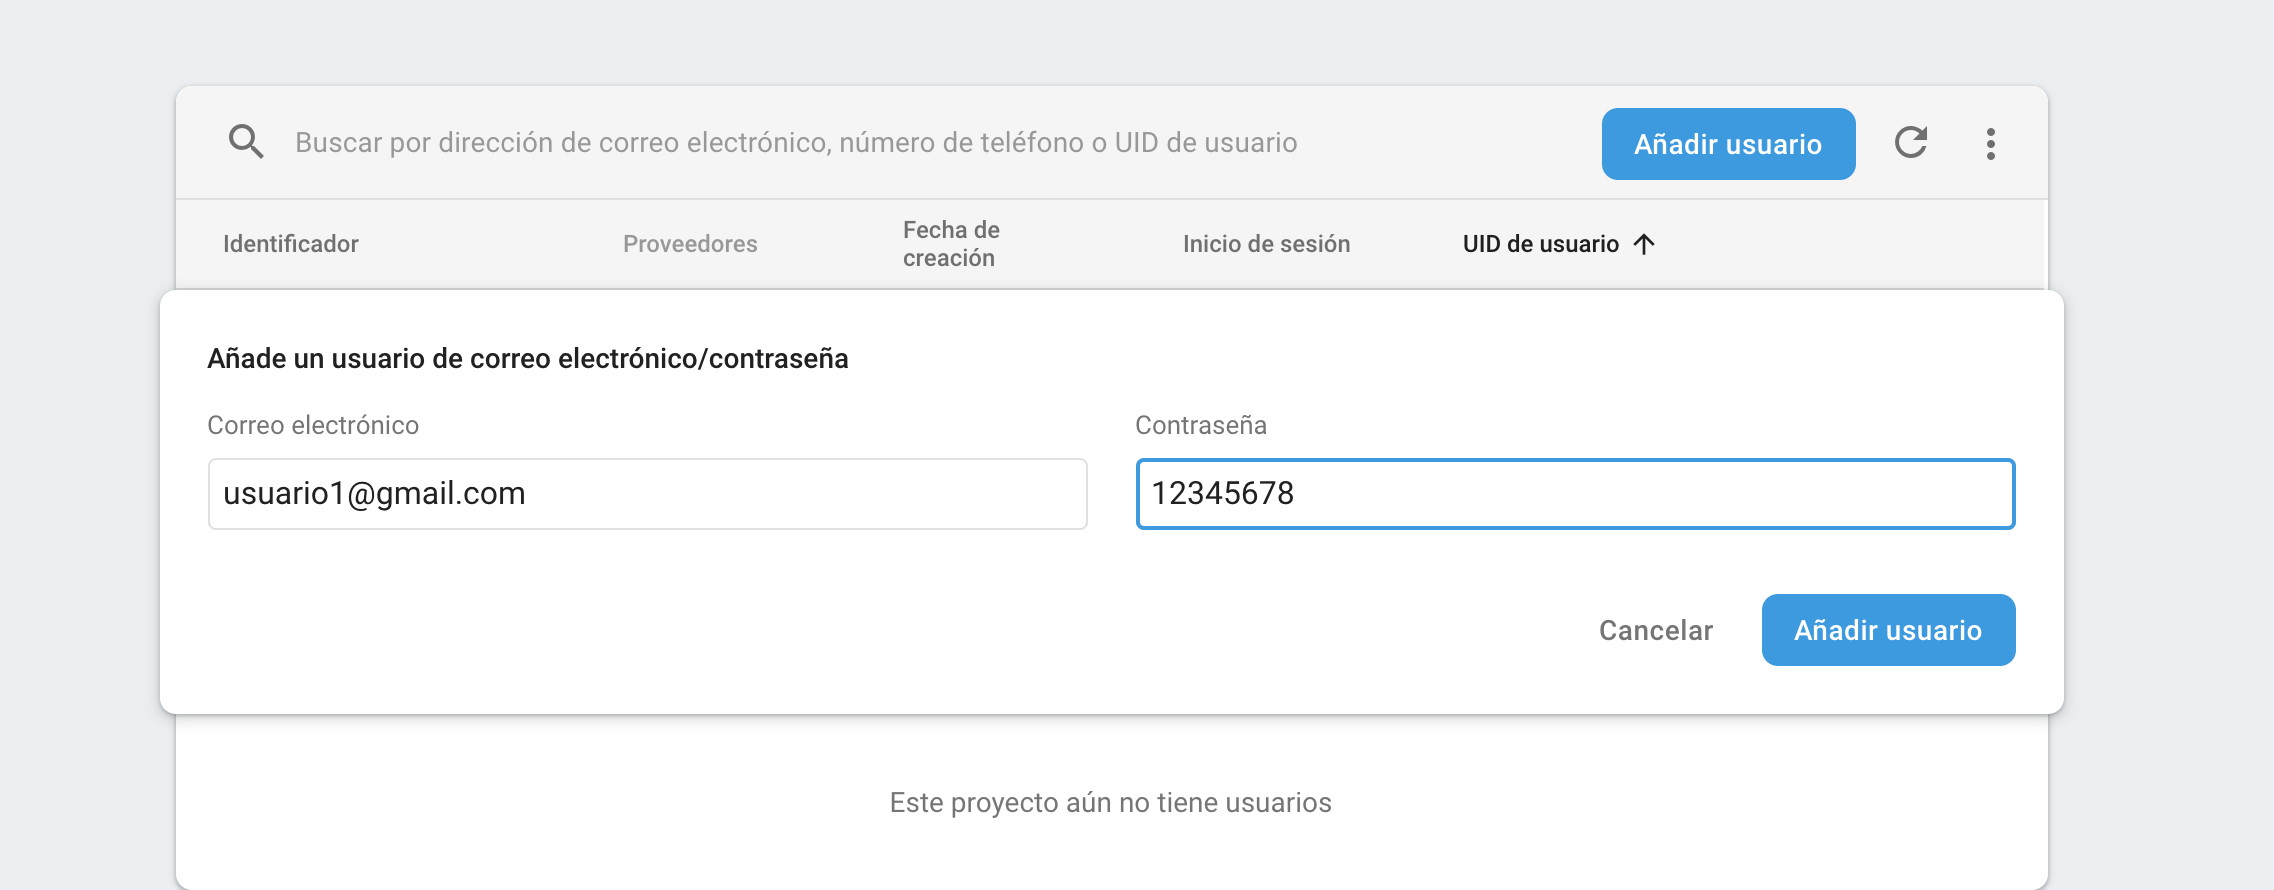 Buscar por dirección de correo electrónico, número de teléfono o UID de usuario
Añadir usuario
Identificador
Proveedores
Fecha de
creación
Inicio de sesión
UID de usuario
Añade un usuario de correo electrónico/contraseña
Correo electrónico
Contraseña
usuario1@gmail.com
12345678
Cancelar
Añadir usuario
Este proyecto aún no tiene usuarios